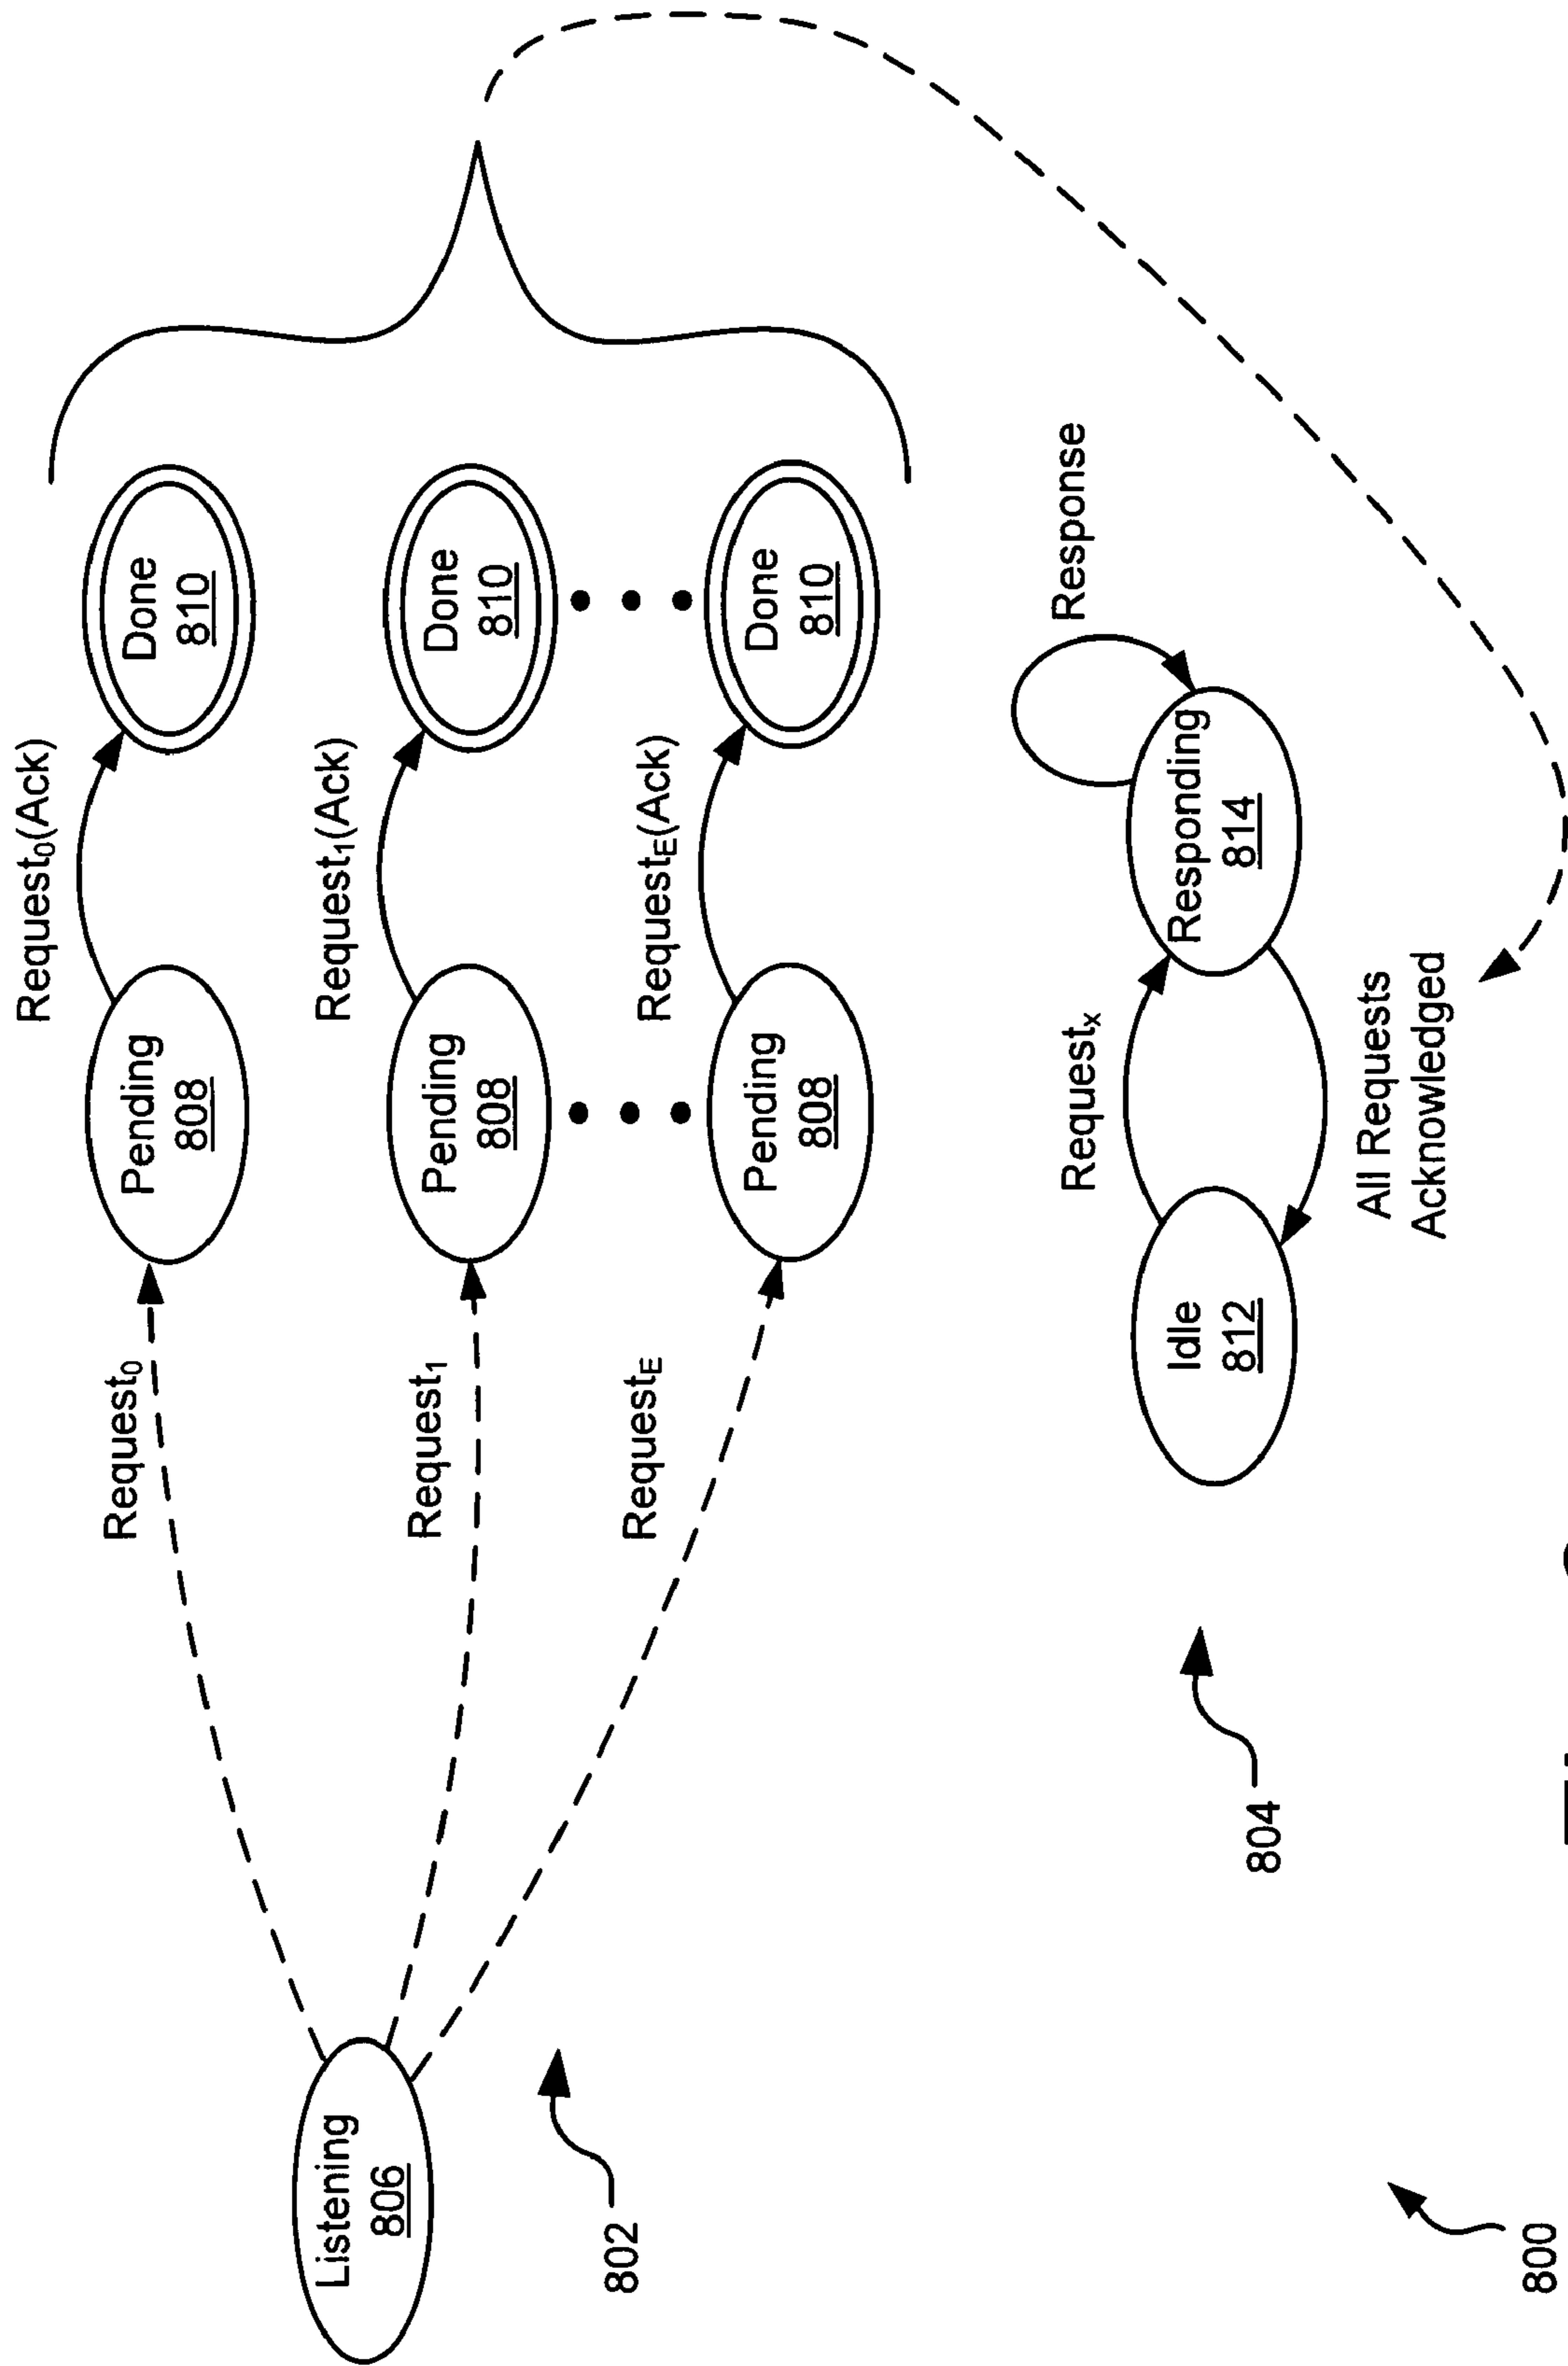 Listening
806
802
Request0
Request1
RequestE
Pending
808
Pending
808
Pending
808
Request0(Ack)
Request1(Ack)
RequestE(Ack)
Done
810
Done
810
Done
810
804
Idle
812
Requestx
Responding
814
Response
All Requests
Acknowledged
800